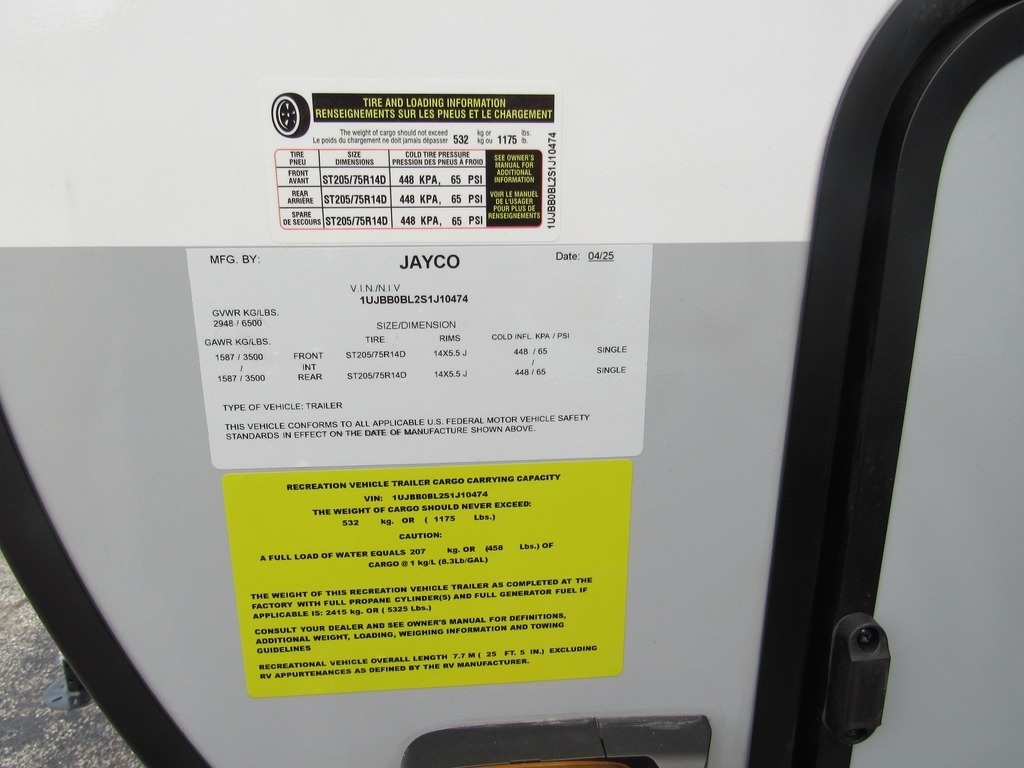 TIRE AND LOADING INFORMATION
RENSEIGNEMENTS SUR LES PNEUS ET LE CHARGEMENT
The weight of cargo should not exceed 532 kg or 1175 lbs.
Le poids du chargement ne doit jamais dépasser kg ou lb.
TIRE PNEU SIZE DIMENSIONS COLD TIRE PRESSURE PRESSION DES PNEUS À FROID
FRONT AVANT ST205/75R14D 448 KPA, 65 PSI
REAR ARRIÈRE ST205/75R14D 448 KPA, 65 PSI
SPARE DE SECOURS ST205/75R14D 448 KPA, 65 PSI
SEE OWNER'S
MANUAL FOR
ADDITIONAL
INFORMATION
VOIR LE MANUEL
DE L'USAGER
POUR PLUS DE
RENSEIGNEMENTS
1UJBB0BL2S1J10474
MFG. BY: JAYCO Date: 04/25
V.I.N./N.I.V
1UJBB0BL2S1J10474
GVWR KG/LBS.
2948 / 6500
SIZE/DIMENSION
GAWR KG/LBS. TIRE RIMS COLD INFL. KPA / PSI
1587 / 3500 FRONT ST205/75R14D 14X5.5 J 448 / 65 SINGLE
/ INT /
1587 / 3500 REAR ST205/75R14D 14X5.5 J 448 / 65 SINGLE
TYPE OF VEHICLE: TRAILER
THIS VEHICLE CONFORMS TO ALL APPLICABLE U.S. FEDERAL MOTOR VEHICLE SAFETY
STANDARDS IN EFFECT ON THE DATE OF MANUFACTURE SHOWN ABOVE.
RECREATION VEHICLE TRAILER CARGO CARRYING CAPACITY
VIN: 1UJBB0BL2S1J10474
THE WEIGHT OF CARGO SHOULD NEVER EXCEED:
532 kg. OR ( 1175 Lbs.)
CAUTION:
A FULL LOAD OF WATER EQUALS 207 kg. OR (458 Lbs.) OF
CARGO @ 1 kg/L (8.3Lb/GAL)
THE WEIGHT OF THIS RECREATION VEHICLE TRAILER AS COMPLETED AT THE
FACTORY WITH FULL PROPANE CYLINDER(S) AND FULL GENERATOR FUEL IF
APPLICABLE IS: 2415 kg. OR ( 5325 Lbs.)
CONSULT YOUR DEALER AND SEE OWNER'S MANUAL FOR DEFINITIONS,
ADDITIONAL WEIGHT, LOADING, WEIGHING INFORMATION AND TOWING
GUIDELINES
RECREATIONAL VEHICLE OVERALL LENGTH 7.7 M ( 25 FT. 5 IN.) EXCLUDING
RV APPURTENANCES AS DEFINED BY THE RV MANUFACTURER.